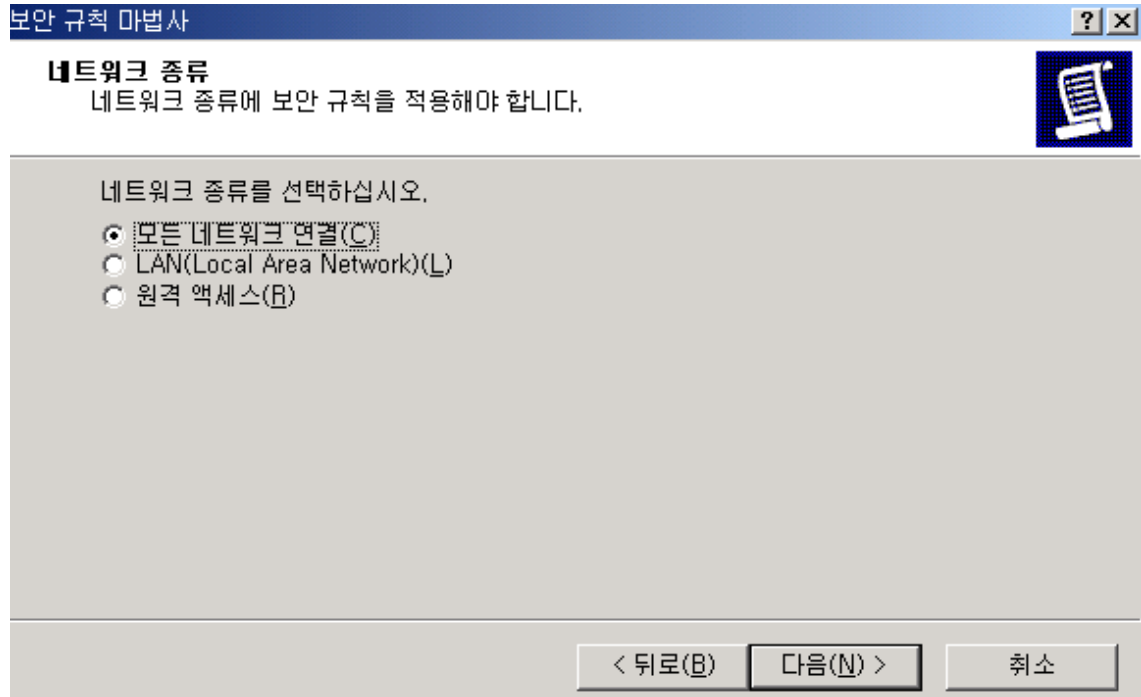 보안 규칙 마법사
네트워크 종류
네트워크 종류에 보안 규칙을 적용해야 합니다.
네트워크 종류를 선택하십시오.
모든 네트워크 연결(C)
LAN(Local Area Network)(L)
원격 액세스(R)
< 뒤로(B) 다음(N) > 취소